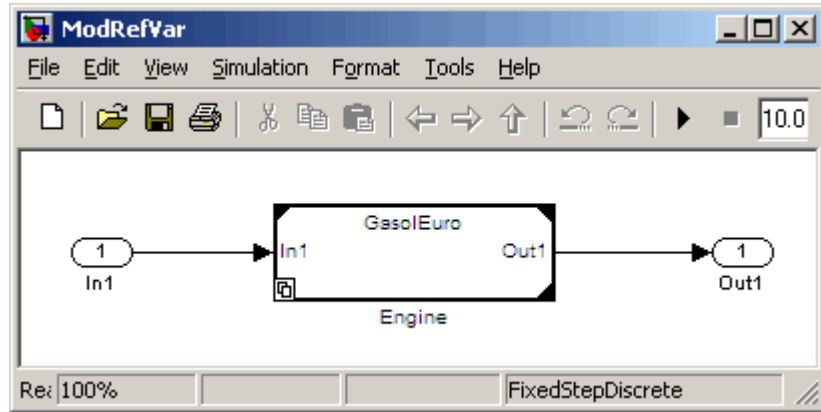 ModRefVar
File Edit View Simulation Format Tools Help
10.0
GasolEuro
1 In1 Out1 1
In1 Out1
Engine
100% FixedStepDiscrete